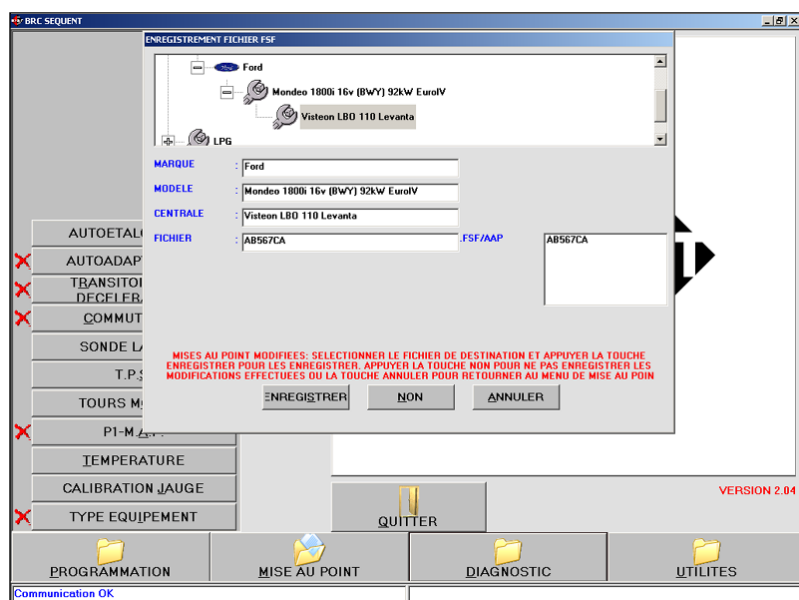 BRC SEQUENT
ENREGISTREMENT FICHIER FSF
Ford
Mondeo 1800i 16v (BWY) 92kW EuroIV
Visteon LBO 110 Levanta
LPG
MARQUE : Ford
MODELE : Mondeo 1800i 16v (BWY) 92kW EuroIV
CENTRALE : Visteon LBO 110 Levanta
FICHIER : AB567CA .FSF/AAP AB567CA
MISES AU POINT MODIFIEES: SELECTIONNER LE FICHIER DE DESTINATION ET APPUYER LA TOUCHE
ENREGISTRER POUR LES ENREGISTRER. APPUYER LA TOUCHE NON POUR NE PAS ENREGISTRER LES
MODIFICATIONS EFFECTUEES OU LA TOUCHE ANNULER POUR RETOURNER AU MENU DE MISE AU POIN
ENREGISTRER NON ANNULER
AUTOETAL
AUTOADAP
TRANSITOI
DECELER
COMMUT
SONDE L
T.P.S
TOURS M
P1-M.A.P.
TEMPERATURE
CALIBRATION JAUGE
TYPE EQUIPEMENT
VERSION 2.04
QUITTER
PROGRAMMATION
MISE AU POINT
DIAGNOSTIC
UTILITES
Communication OK